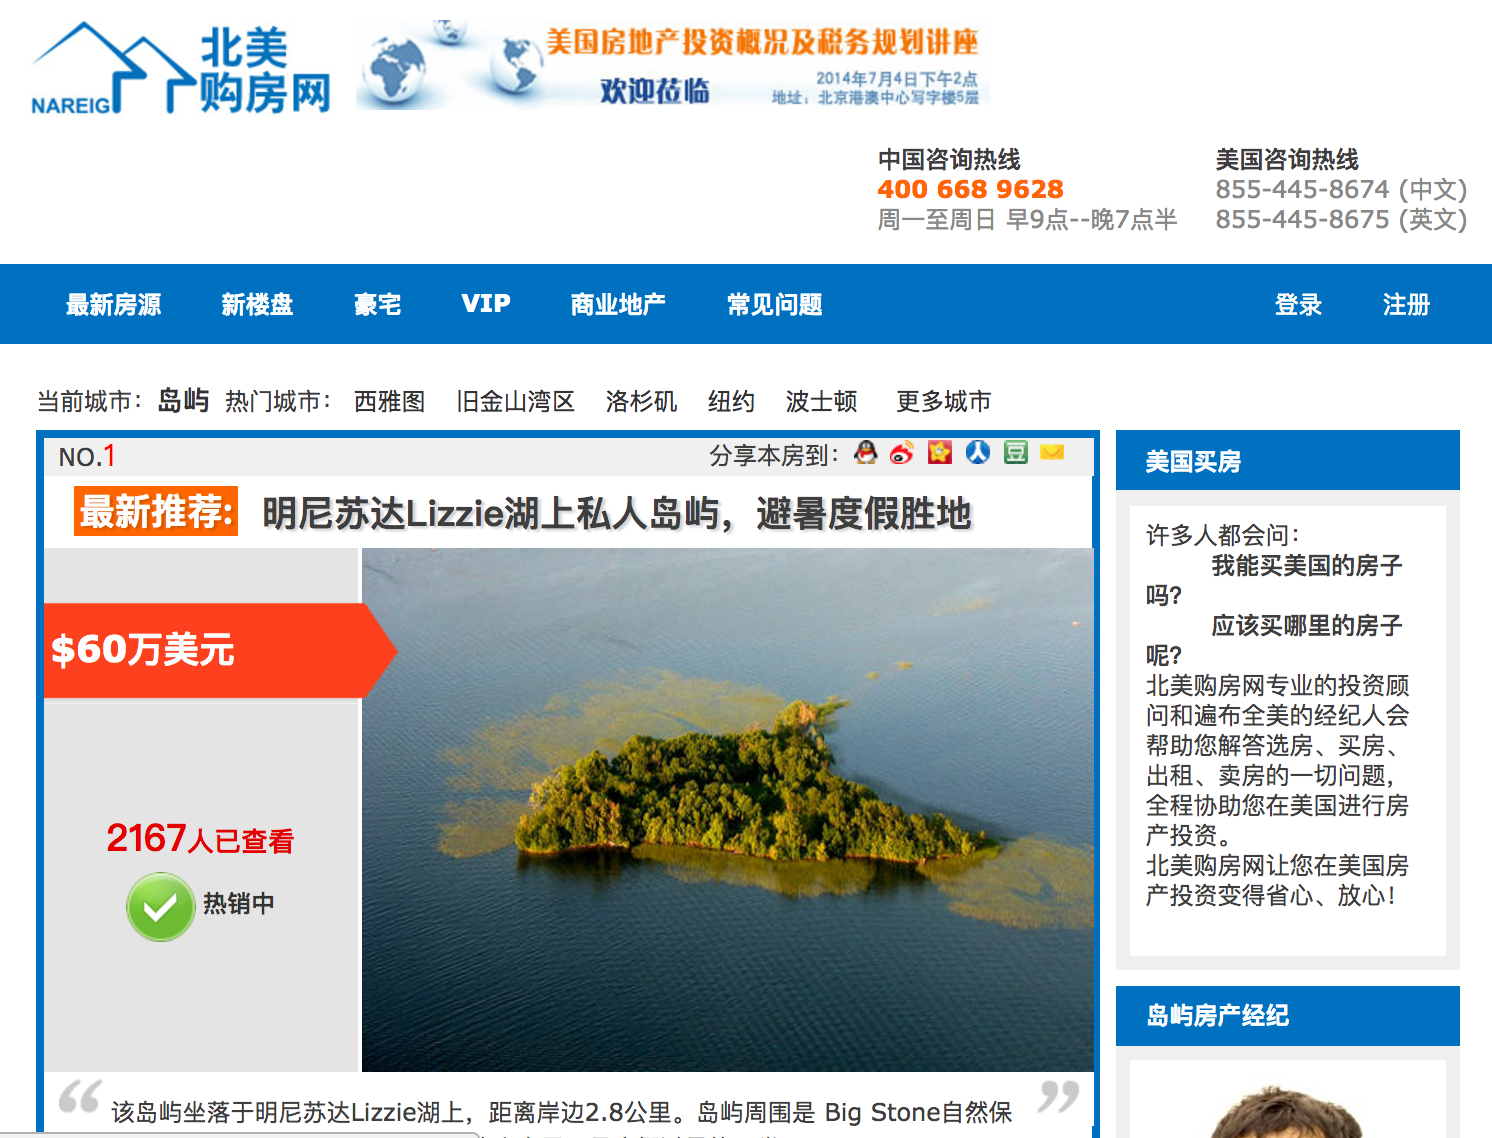 北美
购房网
NAREIG
美国房地产投资概况及税务规划讲座
欢迎莅临
2014年7月4日下午2点
地址：北京港澳中心写字楼5层
中国咨询热线
400 668 9628
周一至周日 早9点--晚7点半
美国咨询热线
855-445-8674 (中文)
855-445-8675 (英文)
最新房源 新楼盘 豪宅 VIP 商业地产 常见问题 登录 注册
当前城市： 岛屿 热门城市： 西雅图 旧金山湾区 洛杉矶 纽约 波士顿 更多城市
NO.1 分享本房到：
豆
最新推荐: 明尼苏达Lizzie湖上私人岛屿，避暑度假胜地
$60万美元
2167人已查看
热销中
“ 该岛屿坐落于明尼苏达Lizzie湖上，距离岸边2.8公里。岛屿周围是 Big Stone自然保 ”
美国买房
许多人都会问：
我能买美国的房子
吗？
应该买哪里的房子
呢？
北美购房网专业的投资顾
问和遍布全美的经纪人会
帮助您解答选房、买房、
出租、卖房的一切问题，
全程协助您在美国进行房
产投资。
北美购房网让您在美国房
产投资变得省心、放心！
岛屿房产经纪